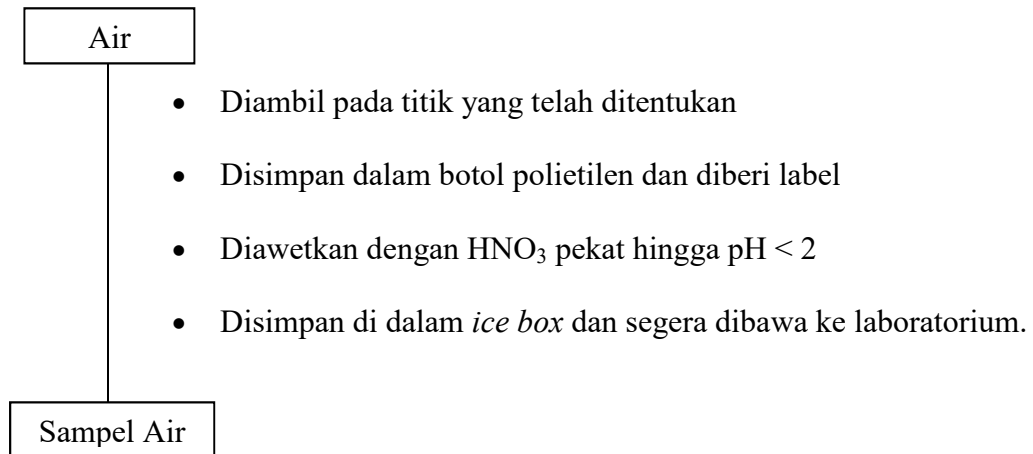 Air
• Diambil pada titik yang telah ditentukan
• Disimpan dalam botol polietilen dan diberi label
• Diawetkan dengan HNO₃ pekat hingga pH < 2
• Disimpan di dalam ice box dan segera dibawa ke laboratorium.
Sampel Air